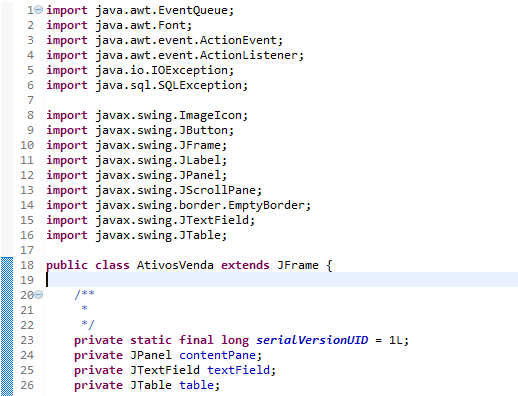 1 import java.awt.EventQueue;
2 import java.awt.Font;
3 import java.awt.event.ActionEvent;
4 import java.awt.event.ActionListener;
5 import java.io.IOException;
6 import java.sql.SQLException;
7
8 import javax.swing.ImageIcon;
9 import javax.swing.JButton;
10 import javax.swing.JFrame;
11 import javax.swing.JLabel;
12 import javax.swing.JPanel;
13 import javax.swing.JScrollPane;
14 import javax.swing.border.EmptyBorder;
15 import javax.swing.JTextField;
16 import javax.swing.JTable;
17
18 public class AtivosVenda extends JFrame {
19
20     /**
21      *
22      */
23     private static final long serialVersionUID = 1L;
24     private JPanel contentPane;
25     private JTextField textField;
26     private JTable table;